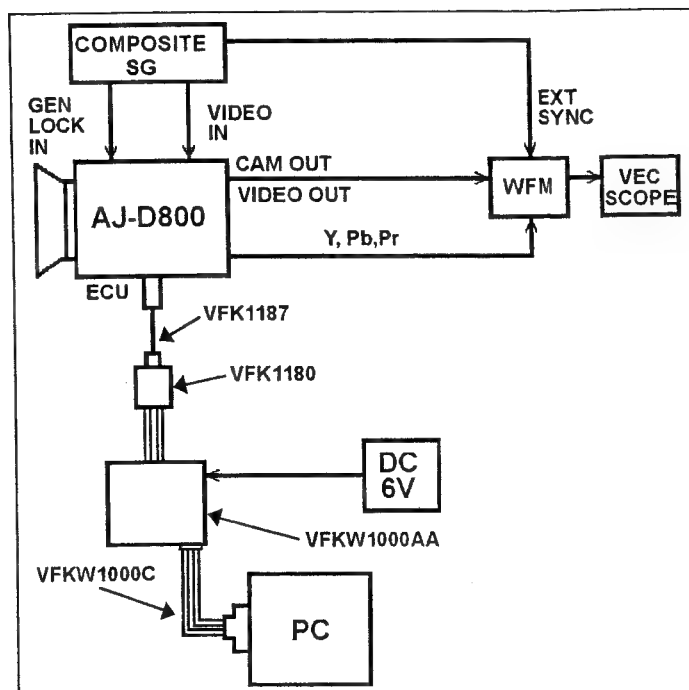 COMPOSITE
SG
GEN
LOCK
IN
VIDEO
IN
EXT
SYNC
CAM OUT
VIDEO OUT
AJ-D800
WFM
VEC
SCOPE
Y, Pb,Pr
ECU
VFK1187
VFK1180
DC
6V
VFKW1000AA
VFKW1000C
PC